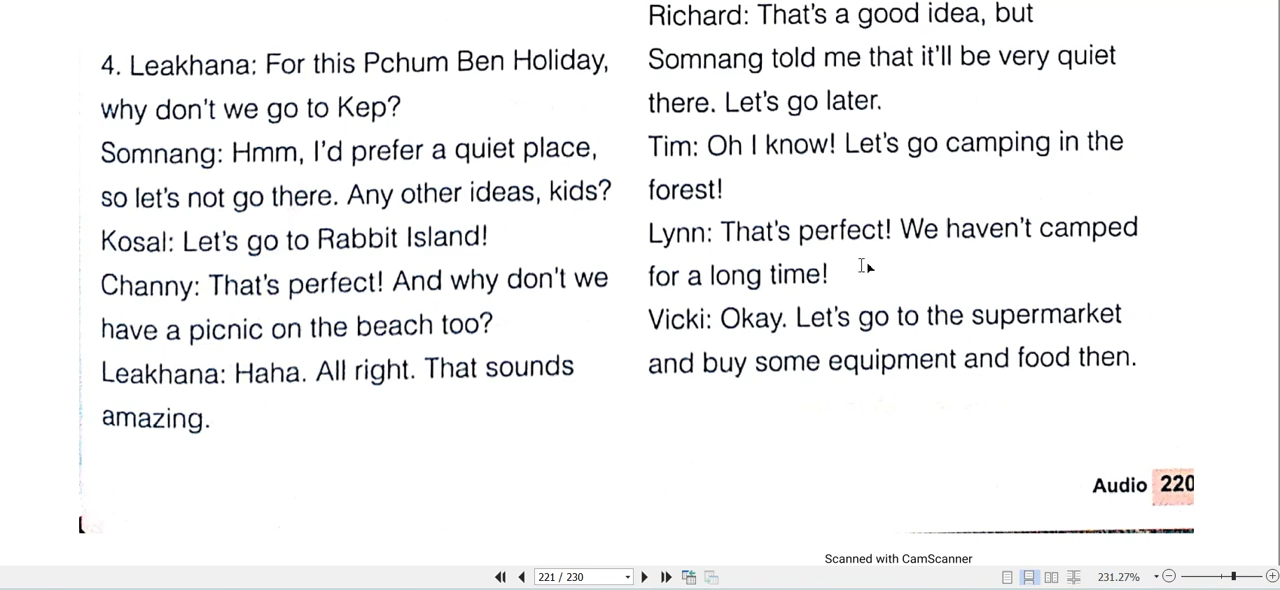 4. Leakhana: For this Pchum Ben Holiday,
why don't we go to Kep?
Somnang: Hmm, I'd prefer a quiet place,
so let's not go there. Any other ideas, kids?
Kosal: Let's go to Rabbit Island!
Channy: That's perfect! And why don't we
have a picnic on the beach too?
Leakhana: Haha. All right. That sounds
amazing.
Richard: That's a good idea, but
Somnang told me that it'll be very quiet
there. Let's go later.
Tim: Oh I know! Let's go camping in the
forest!
Lynn: That's perfect! We haven't camped
for a long time!
Vicki: Okay. Let's go to the supermarket
and buy some equipment and food then.
Audio 220
Scanned with CamScanner
221 / 230
231.27%